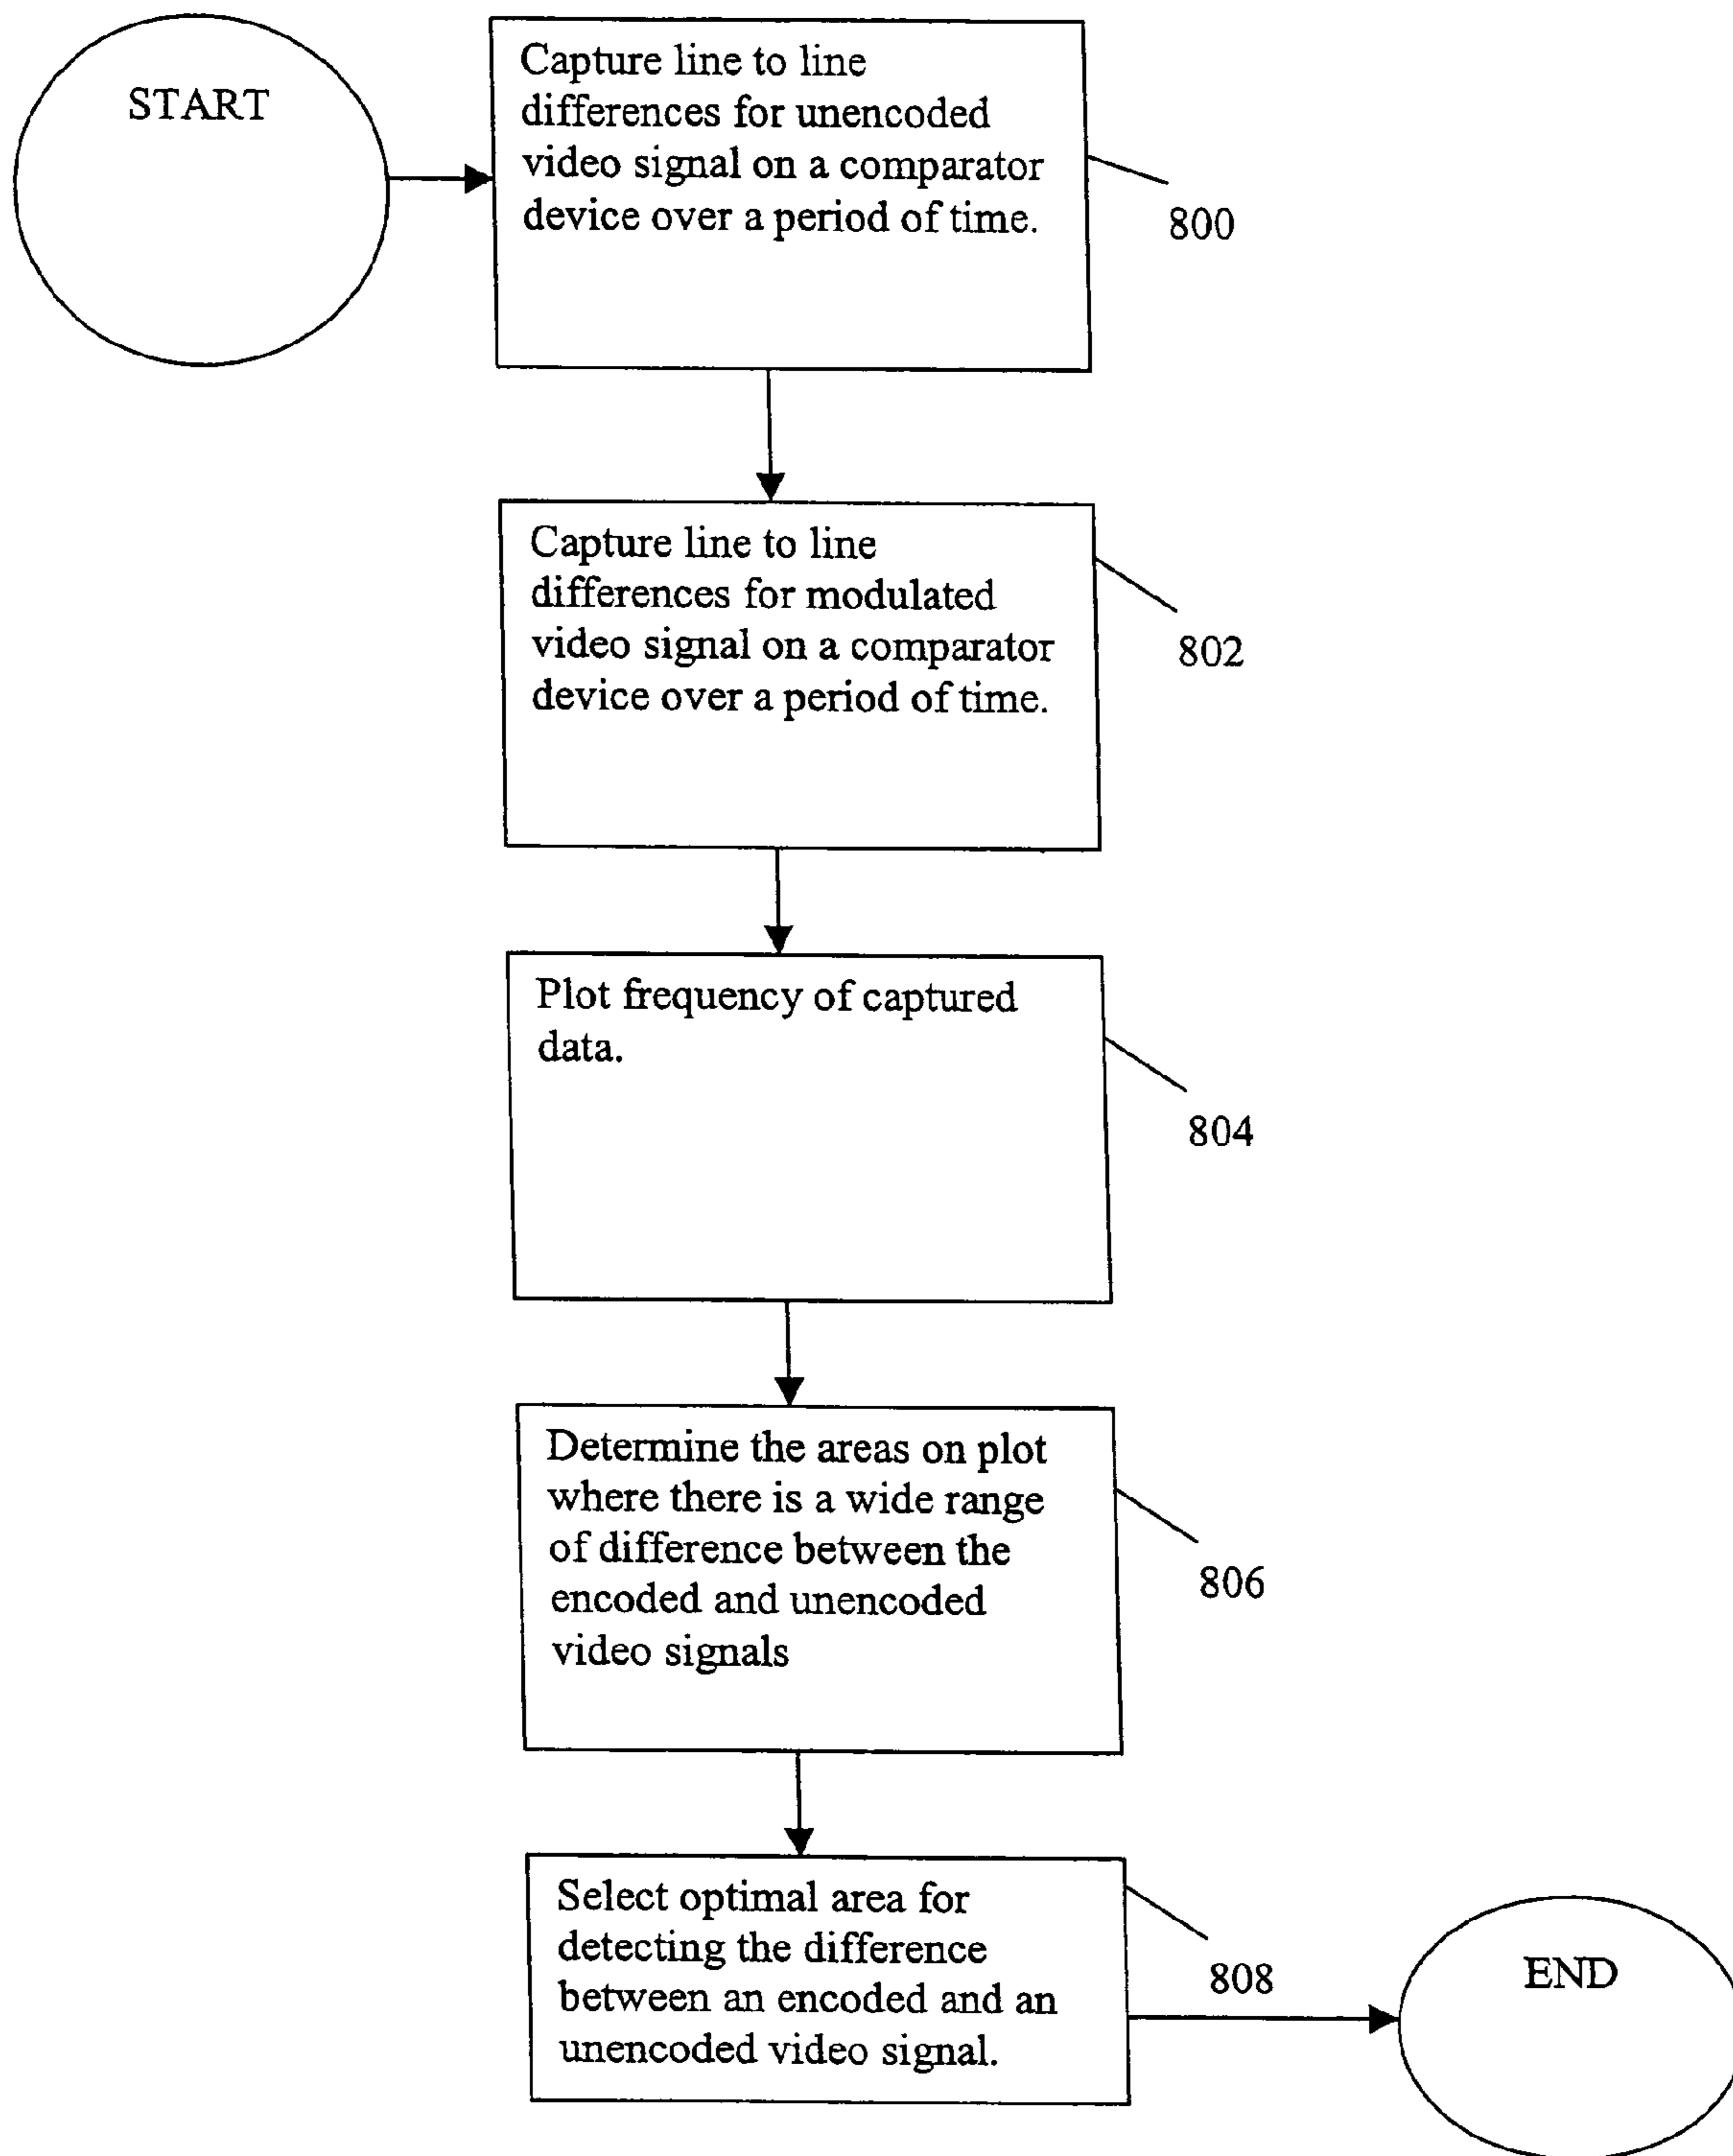 START
Capture line to line
differences for unencoded
video signal on a comparator
device over a period of time.
800
Capture line to line
differences for modulated
video signal on a comparator
device over a period of time.
802
Plot frequency of captured
data.
804
Determine the areas on plot
where there is a wide range
of difference between the
encoded and unencoded
video signals
806
Select optimal area for
detecting the difference
between an encoded and an
unencoded video signal.
808
END